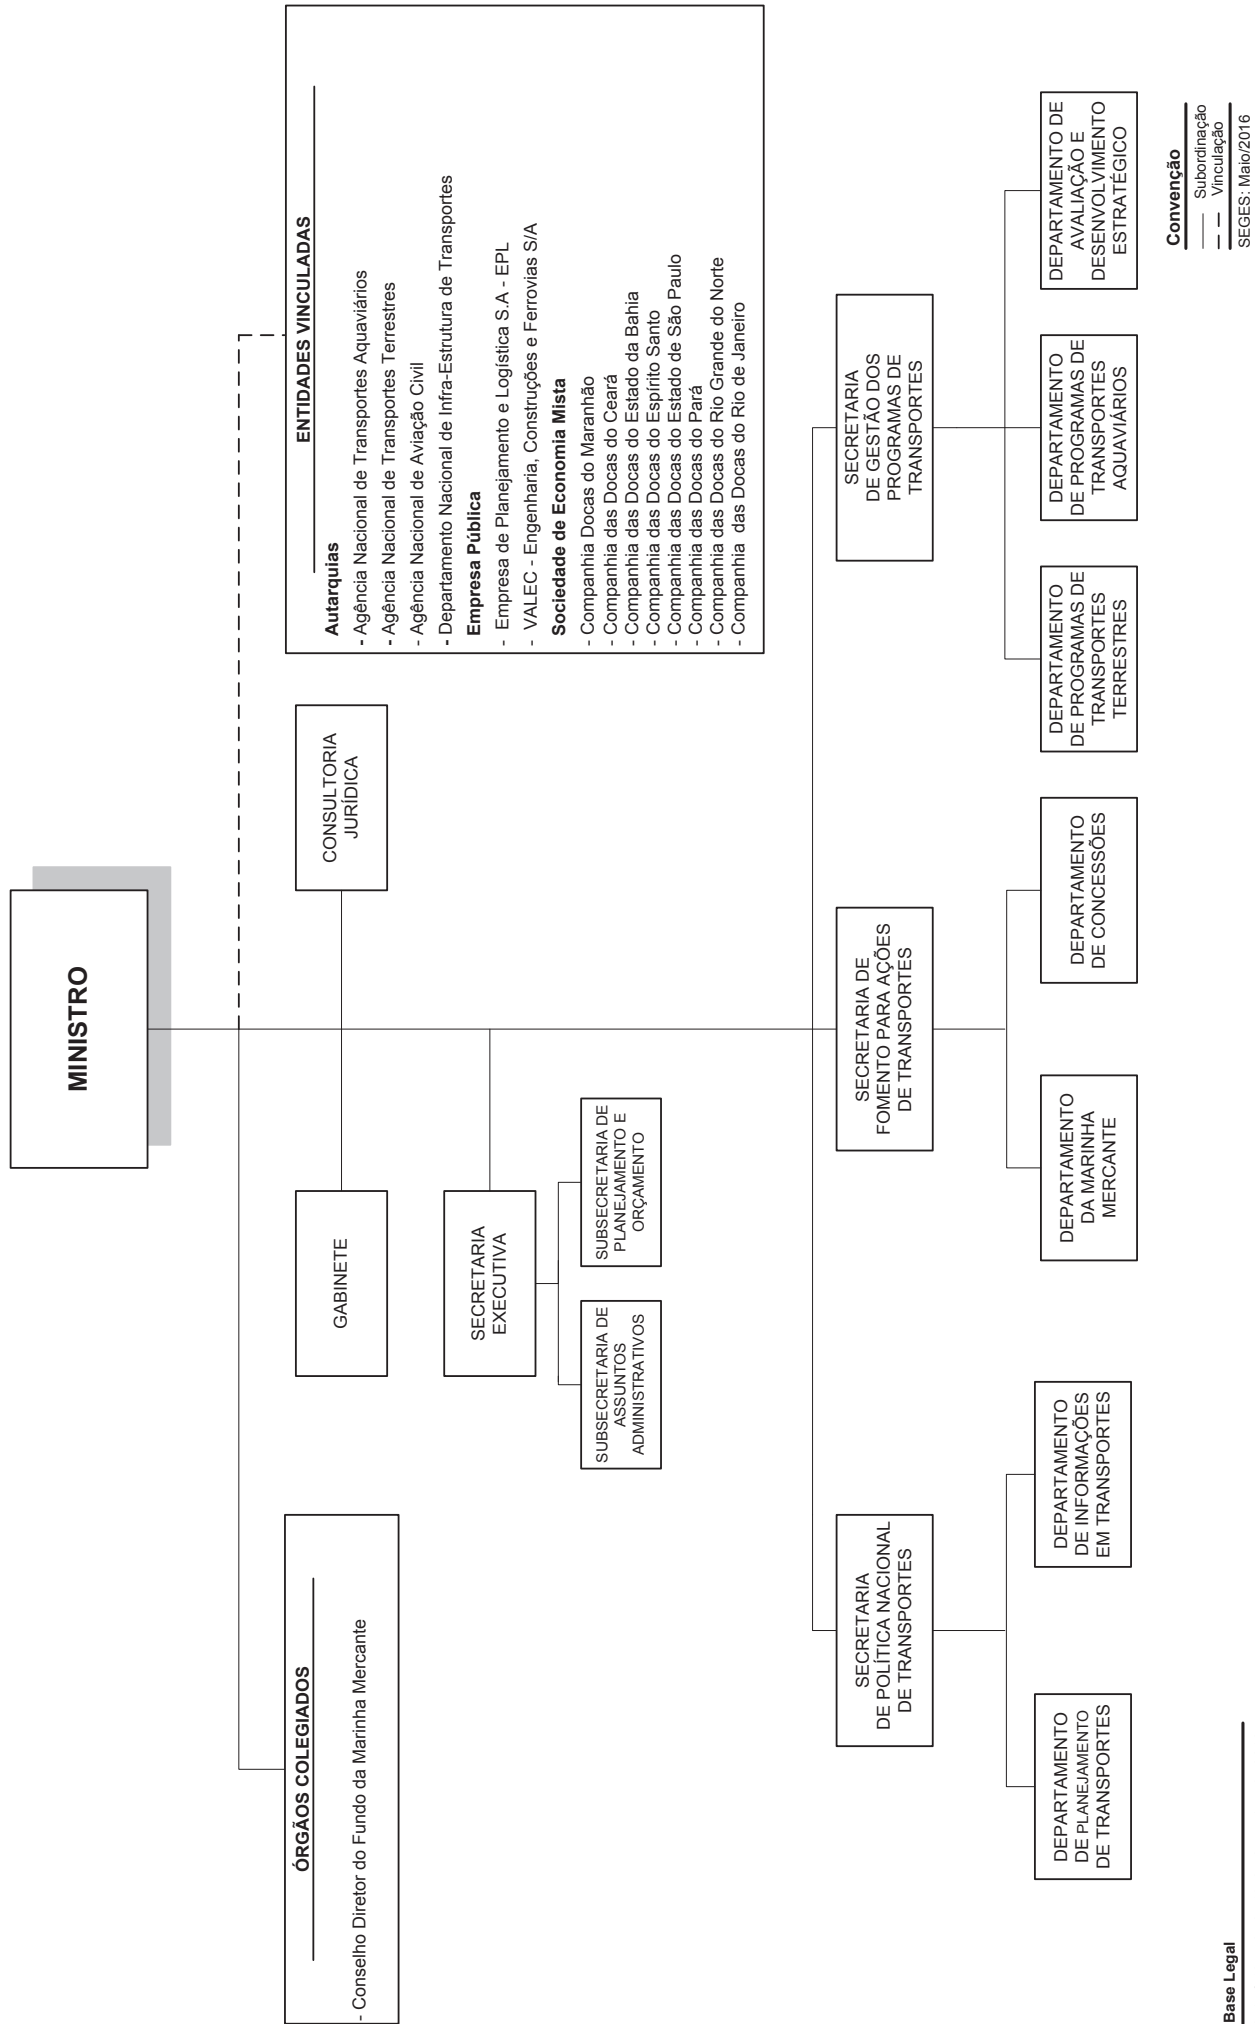 MINISTRO
ÓRGÃOS COLEGIADOS
- Conselho Diretor do Fundo da Marinha Mercante
GABINETE
CONSULTORIA
JURÍDICA
ENTIDADES VINCULADAS
Autarquias
- Agência Nacional de Transportes Aquaviários
- Agência Nacional de Transportes Terrestres
- Agência Nacional de Aviação Civil
- Departamento Nacional de Infra-Estrutura de Transportes
Empresa Pública
- Empresa de Planejamento e Logística S.A - EPL
- VALEC - Engenharia, Construções e Ferrovias S/A
Sociedade de Economia Mista
- Companhia Docas do Maranhão
- Companhia das Docas do Ceará
- Companhia das Docas do Estado da Bahia
- Companhia das Docas do Espírito Santo
- Companhia das Docas do Estado de São Paulo
- Companhia das Docas do Pará
- Companhia das Docas do Rio Grande do Norte
- Companhia das Docas do Rio de Janeiro
SECRETARIA
EXECUTIVA
SUBSECRETARIA DE
ASSUNTOS
ADMINISTRATIVOS
SUBSECRETARIA DE
PLANEJAMENTO E
ORÇAMENTO
SECRETARIA
DE POLÍTICA NACIONAL
DE TRANSPORTES
SECRETARIA DE
FOMENTO PARA AÇÕES
DE TRANSPORTES
SECRETARIA
DE GESTÃO DOS
PROGRAMAS DE
TRANSPORTES
DEPARTAMENTO
DE PLANEJAMENTO
DE TRANSPORTES
DEPARTAMENTO
DE INFORMAÇÕES
EM TRANSPORTES
DEPARTAMENTO
DA MARINHA
MERCANTE
DEPARTAMENTO
DE CONCESSÕES
DEPARTAMENTO
DE PROGRAMAS DE
TRANSPORTES
TERRESTRES
DEPARTAMENTO
DE PROGRAMAS DE
TRANSPORTES
AQUAVIÁRIOS
DEPARTAMENTO DE
AVALIAÇÃO E
DESENVOLVIMENTO
ESTRATÉGICO
Base Legal
Convenção
Subordinação
Vinculação
SEGES: Maio/2016